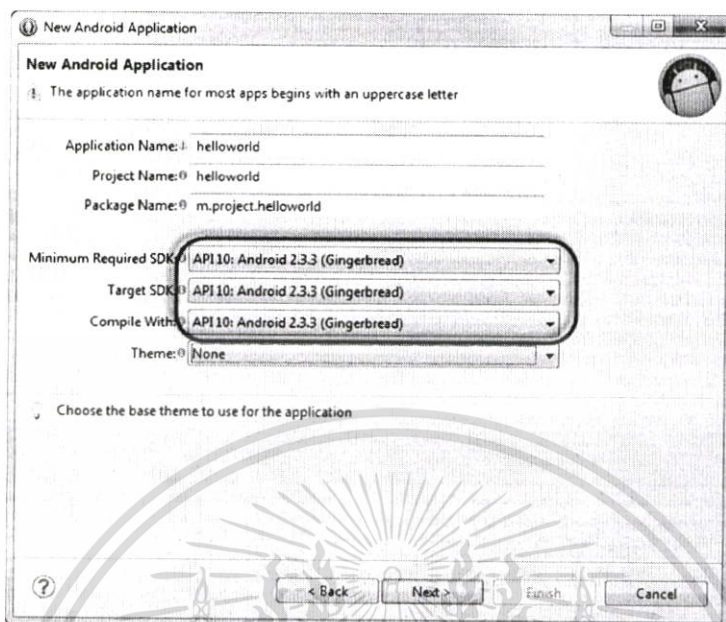 New Android Application
New Android Application
The application name for most apps begins with an uppercase letter
Application Name: helloworld
Project Name: helloworld
Package Name: m.project.helloworld
Minimum Required SDK: API 10: Android 2.3.3 (Gingerbread)
Target SDK: API 10: Android 2.3.3 (Gingerbread)
Compile With: API 10: Android 2.3.3 (Gingerbread)
Theme: None
Choose the base theme to use for the application
? < Back Next > Finish Cancel